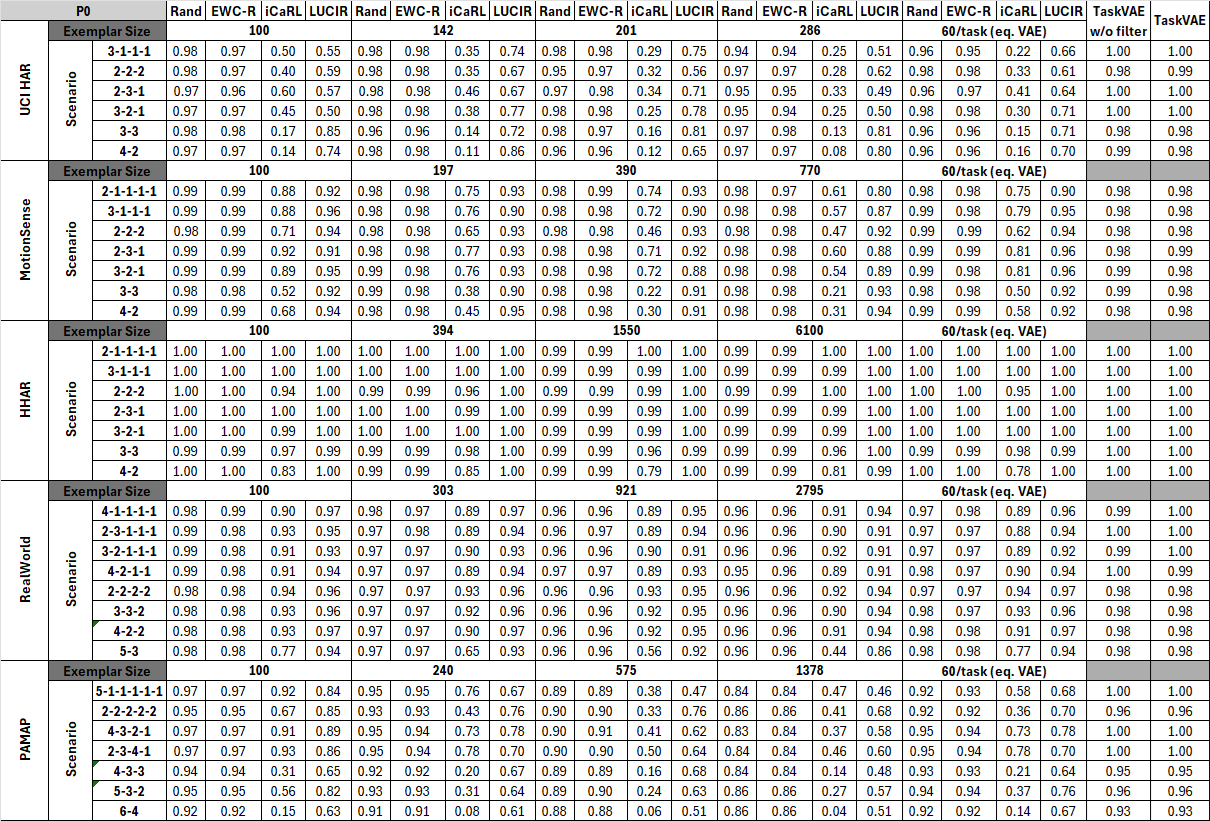 P0 Rand EWC-R iCaRL LUCIR Rand EWC-R iCaRL LUCIR Rand EWC-R iCaRL LUCIR Rand EWC-R iCaRL LUCIR Rand EWC-R iCaRL LUCIR TaskVAE w/o filter TaskVAE
UCI HAR
Exemplar Size 100 142 201 286 60/task (eq. VAE)
Scenario
3-1-1-1 0.98 0.97 0.50 0.55 0.98 0.98 0.35 0.74 0.98 0.98 0.29 0.75 0.94 0.94 0.25 0.51 0.96 0.95 0.22 0.66 1.00 1.00
2-2-2 0.98 0.97 0.40 0.59 0.98 0.98 0.35 0.67 0.95 0.97 0.32 0.56 0.97 0.97 0.28 0.62 0.98 0.98 0.33 0.61 0.98 0.99
2-3-1 0.97 0.96 0.60 0.57 0.98 0.98 0.46 0.67 0.97 0.98 0.34 0.71 0.95 0.95 0.33 0.49 0.96 0.97 0.41 0.64 1.00 1.00
3-2-1 0.98 0.97 0.45 0.50 0.98 0.98 0.38 0.77 0.98 0.98 0.25 0.78 0.95 0.94 0.25 0.50 0.98 0.98 0.30 0.71 1.00 1.00
3-3 0.98 0.98 0.17 0.85 0.96 0.96 0.14 0.72 0.98 0.97 0.16 0.81 0.97 0.98 0.13 0.81 0.96 0.95 0.15 0.71 0.98 0.98
4-2 0.97 0.97 0.14 0.74 0.98 0.98 0.11 0.86 0.96 0.96 0.12 0.65 0.97 0.97 0.08 0.80 0.96 0.96 0.16 0.70 0.99 0.98
MotionSense
Exemplar Size 100 197 390 770 60/task (eq. VAE)
Scenario
2-1-1-1-1 0.99 0.99 0.88 0.92 0.98 0.98 0.75 0.93 0.98 0.99 0.74 0.93 0.98 0.97 0.61 0.80 0.98 0.98 0.75 0.90 0.98 0.98
3-1-1-1 0.99 0.99 0.88 0.96 0.98 0.98 0.76 0.90 0.98 0.98 0.72 0.90 0.98 0.98 0.57 0.87 0.99 0.98 0.79 0.95 0.98 0.98
2-2-2 0.98 0.99 0.71 0.94 0.98 0.98 0.65 0.93 0.98 0.98 0.46 0.93 0.98 0.98 0.47 0.92 0.99 0.99 0.62 0.94 0.98 0.98
2-3-1 0.99 0.99 0.92 0.91 0.98 0.98 0.77 0.93 0.98 0.98 0.71 0.92 0.98 0.98 0.60 0.88 0.99 0.99 0.81 0.96 0.98 0.99
3-2-1 0.99 0.98 0.89 0.95 0.99 0.98 0.76 0.93 0.98 0.98 0.72 0.88 0.98 0.98 0.54 0.89 0.99 0.98 0.81 0.96 0.99 0.98
3-3 0.98 0.98 0.52 0.92 0.99 0.98 0.38 0.90 0.98 0.98 0.22 0.91 0.98 0.98 0.21 0.93 0.98 0.98 0.50 0.92 0.99 0.98
4-2 0.99 0.99 0.68 0.94 0.98 0.98 0.45 0.95 0.98 0.98 0.30 0.91 0.98 0.98 0.31 0.94 0.99 0.99 0.58 0.92 0.98 0.98
HHAR
Exemplar Size 100 394 1550 6100 60/task (eq. VAE)
Scenario
2-1-1-1-1 1.00 1.00 1.00 1.00 1.00 1.00 1.00 1.00 0.99 0.99 1.00 1.00 0.99 0.99 1.00 1.00 1.00 1.00 1.00 1.00 1.00 1.00
3-1-1-1 1.00 1.00 1.00 1.00 1.00 1.00 1.00 1.00 0.99 0.99 0.99 1.00 0.99 0.99 0.99 1.00 1.00 1.00 1.00 1.00 1.00 1.00
2-2-2 1.00 1.00 0.94 1.00 0.99 0.99 0.96 1.00 0.99 0.99 0.99 1.00 0.99 0.99 1.00 1.00 1.00 1.00 0.95 1.00 1.00 1.00
2-3-1 1.00 1.00 1.00 1.00 1.00 1.00 0.99 1.00 0.99 0.99 0.99 1.00 0.99 0.99 0.99 1.00 1.00 1.00 1.00 1.00 1.00 1.00
3-2-1 1.00 1.00 0.99 1.00 1.00 1.00 1.00 1.00 0.99 0.99 0.99 1.00 0.99 0.99 0.99 1.00 1.00 1.00 1.00 1.00 1.00 1.00
3-3 0.99 0.99 0.97 0.99 0.99 0.99 0.98 1.00 0.99 0.99 0.96 0.99 0.99 0.99 0.96 1.00 0.99 0.99 0.98 0.99 1.00 1.00
4-2 1.00 1.00 0.83 1.00 0.99 0.99 0.85 1.00 0.99 0.99 0.79 1.00 0.99 0.99 0.81 0.99 1.00 1.00 0.78 1.00 1.00 1.00
RealWorld
Exemplar Size 100 303 921 2795 60/task (eq. VAE)
Scenario
4-1-1-1-1 0.98 0.99 0.90 0.97 0.98 0.97 0.89 0.97 0.96 0.96 0.89 0.95 0.96 0.96 0.91 0.94 0.97 0.98 0.89 0.96 0.99 1.00
2-3-1-1-1 0.99 0.98 0.93 0.95 0.97 0.98 0.89 0.94 0.96 0.97 0.89 0.94 0.96 0.96 0.90 0.91 0.97 0.97 0.88 0.94 1.00 1.00
3-2-1-1-1 0.99 0.98 0.91 0.93 0.97 0.97 0.90 0.93 0.96 0.96 0.90 0.91 0.96 0.96 0.92 0.91 0.97 0.97 0.89 0.92 0.99 1.00
4-2-1-1 0.99 0.98 0.91 0.94 0.97 0.97 0.89 0.94 0.97 0.97 0.89 0.93 0.95 0.96 0.89 0.91 0.98 0.97 0.90 0.94 1.00 0.99
2-2-2-2 0.98 0.98 0.94 0.96 0.97 0.97 0.93 0.96 0.96 0.96 0.93 0.95 0.96 0.96 0.92 0.94 0.97 0.97 0.94 0.97 0.98 0.98
3-3-2 0.98 0.98 0.93 0.96 0.97 0.97 0.92 0.96 0.96 0.96 0.92 0.95 0.96 0.96 0.90 0.94 0.98 0.97 0.93 0.96 0.98 0.98
4-2-2 0.98 0.98 0.93 0.97 0.97 0.97 0.90 0.97 0.96 0.96 0.92 0.95 0.96 0.96 0.91 0.94 0.98 0.98 0.91 0.97 0.98 0.98
5-3 0.98 0.98 0.77 0.94 0.97 0.97 0.65 0.93 0.96 0.96 0.56 0.92 0.96 0.96 0.44 0.86 0.98 0.98 0.77 0.94 0.98 0.98
PAMAP
Exemplar Size 100 240 575 1378 60/task (eq. VAE)
Scenario
5-1-1-1-1-1 0.97 0.97 0.92 0.84 0.95 0.95 0.76 0.67 0.89 0.89 0.38 0.47 0.84 0.84 0.47 0.46 0.92 0.93 0.58 0.68 1.00 1.00
2-2-2-2-2 0.95 0.95 0.67 0.85 0.93 0.93 0.43 0.76 0.90 0.90 0.33 0.76 0.86 0.86 0.41 0.68 0.92 0.92 0.36 0.70 0.96 0.96
4-3-2-1 0.97 0.97 0.91 0.89 0.95 0.94 0.73 0.78 0.90 0.91 0.41 0.62 0.83 0.84 0.37 0.58 0.95 0.94 0.73 0.78 1.00 1.00
2-3-4-1 0.97 0.97 0.93 0.86 0.95 0.94 0.78 0.70 0.90 0.90 0.50 0.64 0.84 0.84 0.46 0.60 0.95 0.94 0.78 0.70 1.00 1.00
4-3-3 0.94 0.94 0.31 0.65 0.92 0.92 0.20 0.67 0.89 0.89 0.16 0.68 0.84 0.84 0.14 0.48 0.93 0.93 0.21 0.64 0.95 0.95
5-3-2 0.95 0.95 0.56 0.82 0.93 0.93 0.31 0.64 0.89 0.90 0.24 0.63 0.85 0.86 0.27 0.57 0.94 0.94 0.37 0.76 0.96 0.96
6-4 0.92 0.92 0.15 0.63 0.91 0.91 0.08 0.61 0.88 0.88 0.06 0.51 0.86 0.86 0.04 0.51 0.92 0.92 0.14 0.67 0.93 0.93